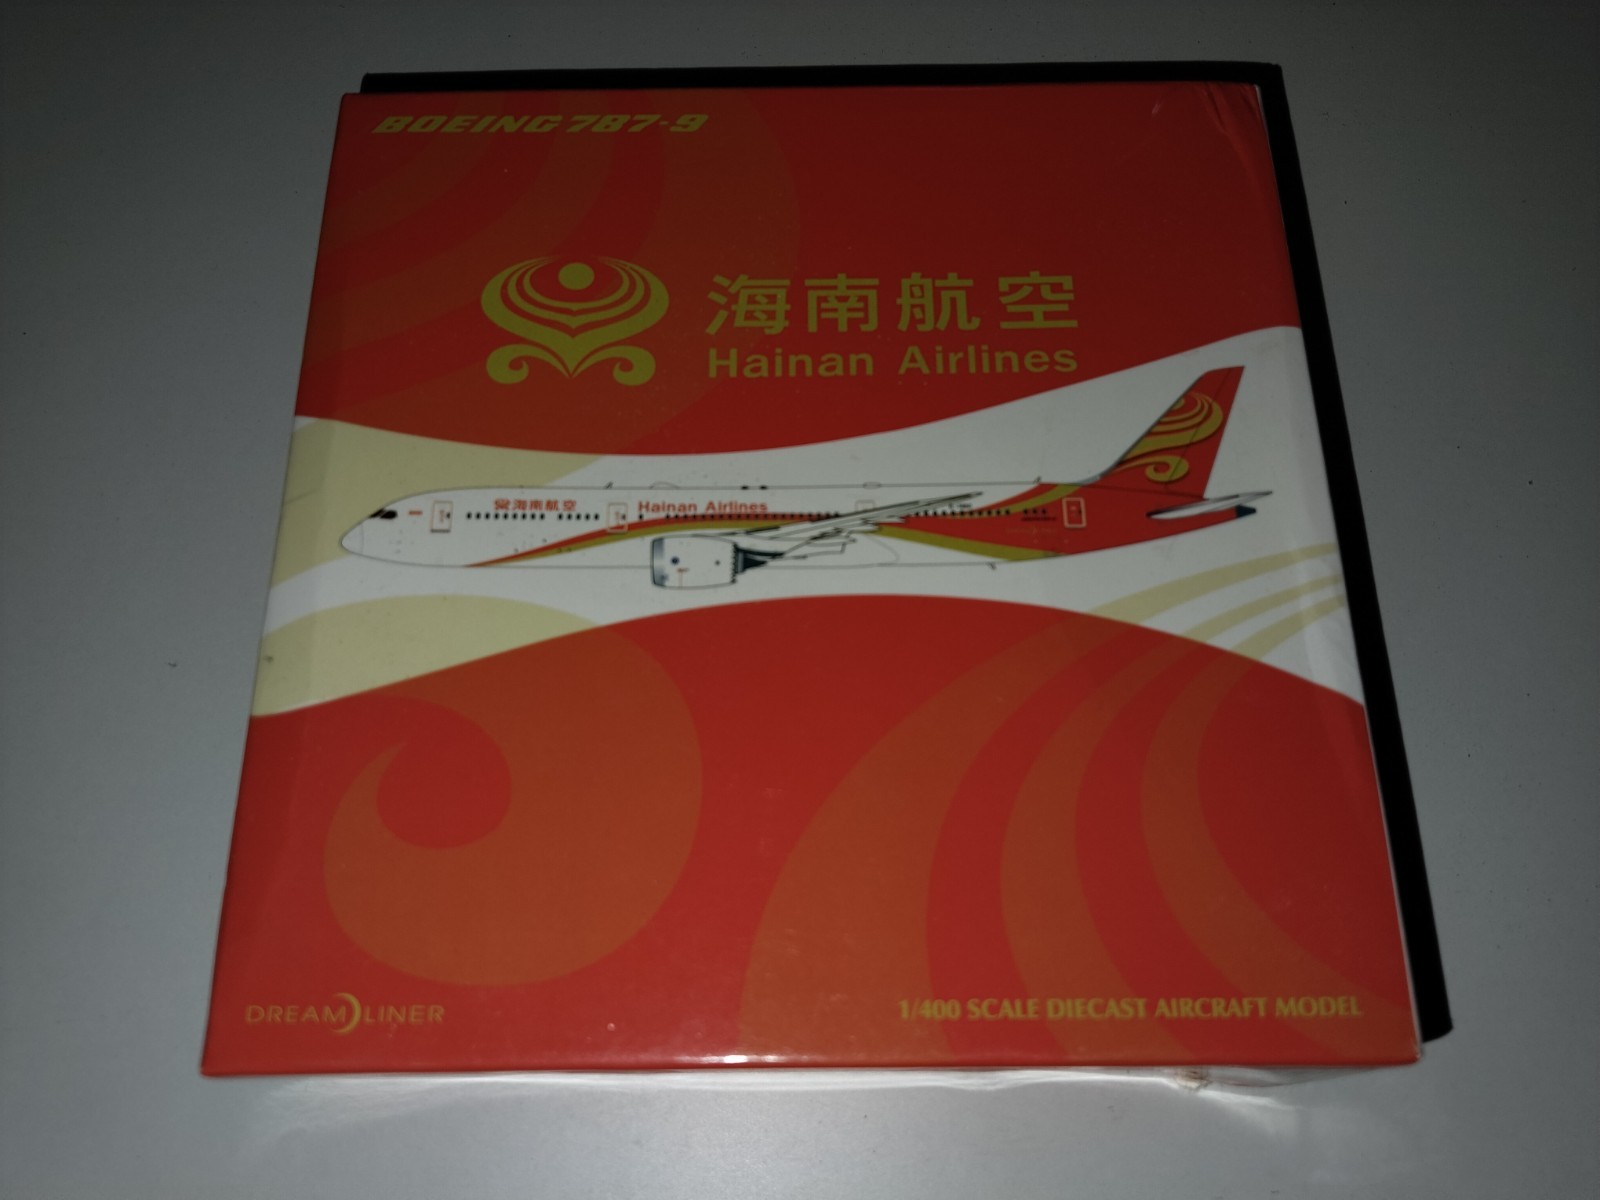 BOEING 787-9
海南航空
Hainan Airlines
海南航空
Hainan Airlines
DREAMLINER
1/400 SCALE DIECAST AIRCRAFT MODEL